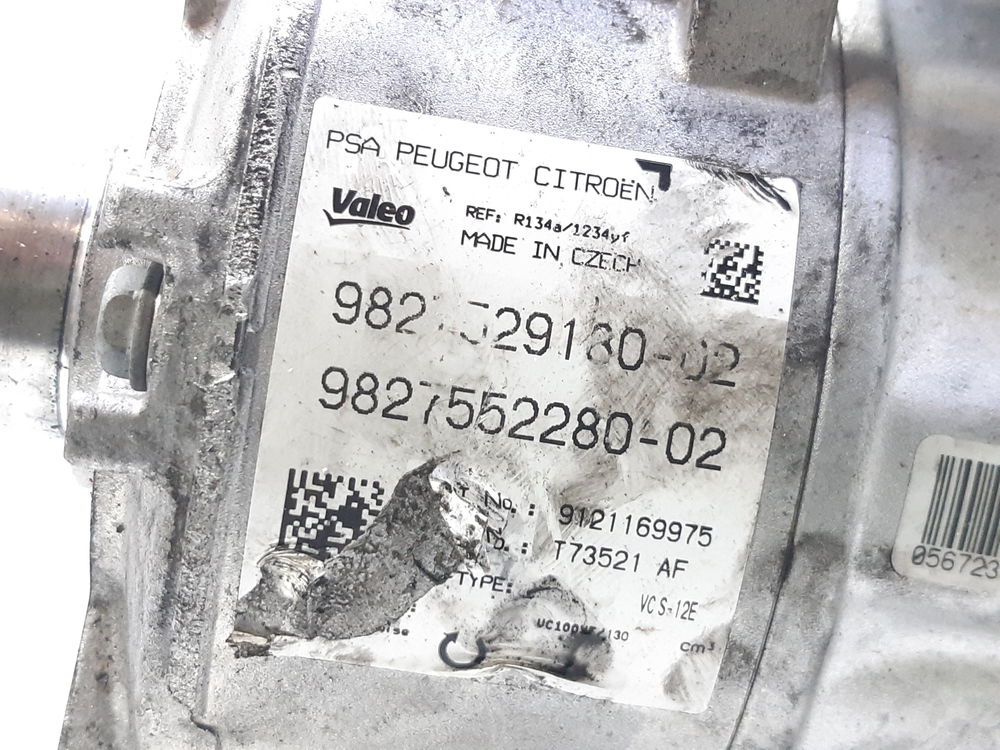 PSA PEUGEOT CITROËN
Valeo
REF: R134a/1234yf
MADE IN CZECH
9827552280-02
No.: 9121169975
T73521 AF
TYPE:
VCS-12E
cm³
056723